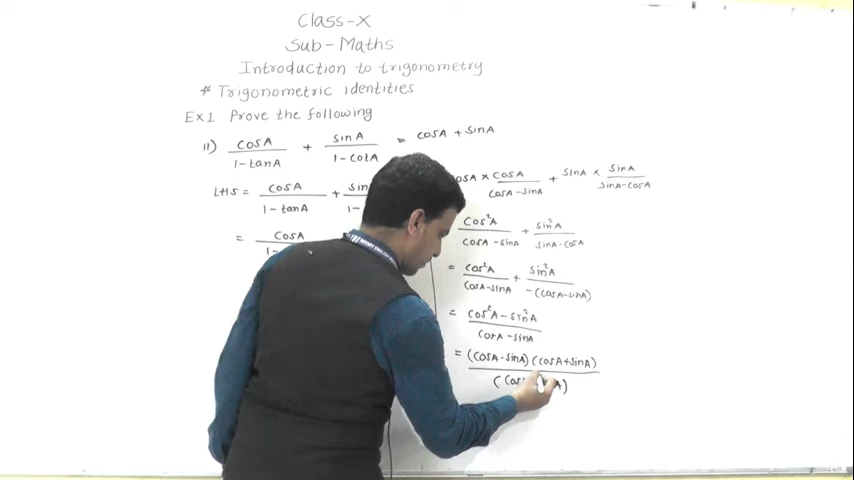 Class-X
Sub-Maths
Introduction to trigonometry
* Trigonometric identities
EX1 Prove the following
11) cosA / 1-tanA + sinA / 1-cotA = cosA + sinA
LHS = cosA / 1-tanA + sin
= cosA
cosA × cosA / cosA-sinA + sinA × sinA / sinA-cosA
cos²A / cosA-sinA + sin²A / sinA-cosA
= cos²A / cosA-sinA + sin²A / -(cosA-sinA)
= cos²A - sin²A / cosA-sinA
= (cosA-sinA) (cosA+sinA) / (cos A)